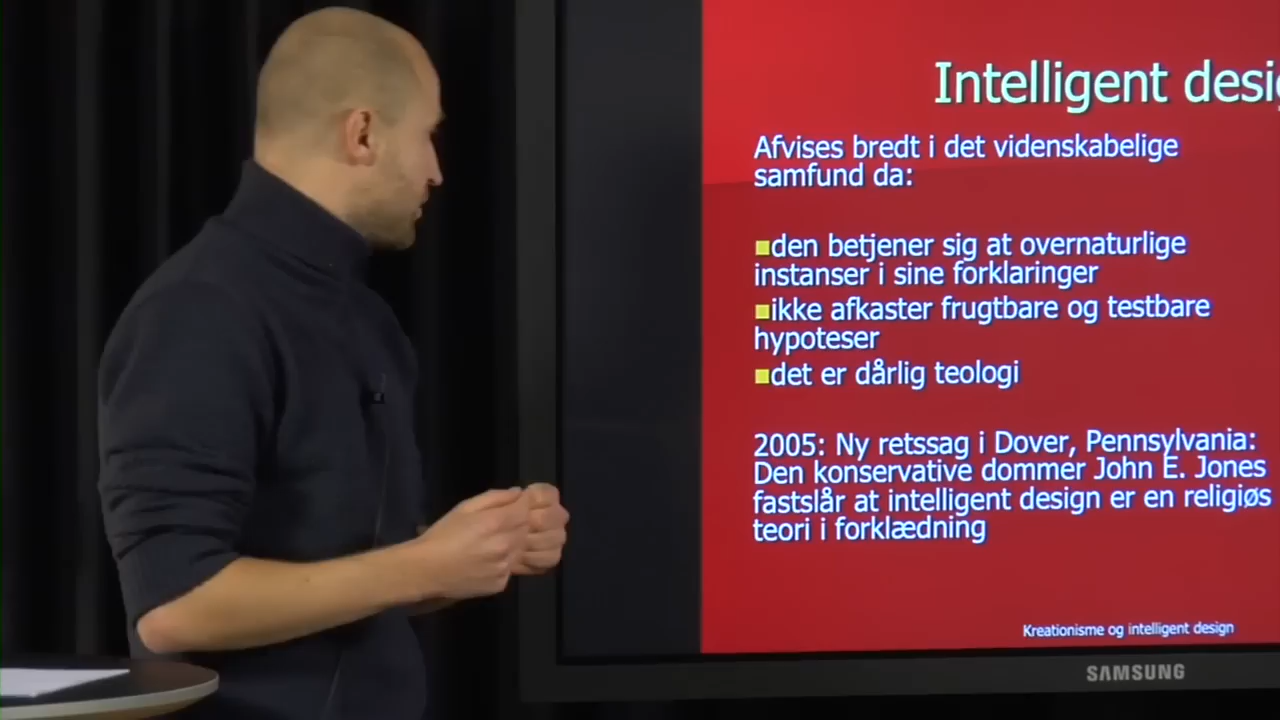 Intelligent desig
Afvises bredt i det videnskabelige
samfund da:
den betjener sig at overnaturlige
instanser i sine forklaringer
ikke afkaster frugtbare og testbare
hypoteser
det er dårlig teologi
2005: Ny retssag i Dover, Pennsylvania:
Den konservative dommer John E. Jones
fastslår at intelligent design er en religiøs
teori i forklædning
Kreationisme og intelligent design
SAMSUNG